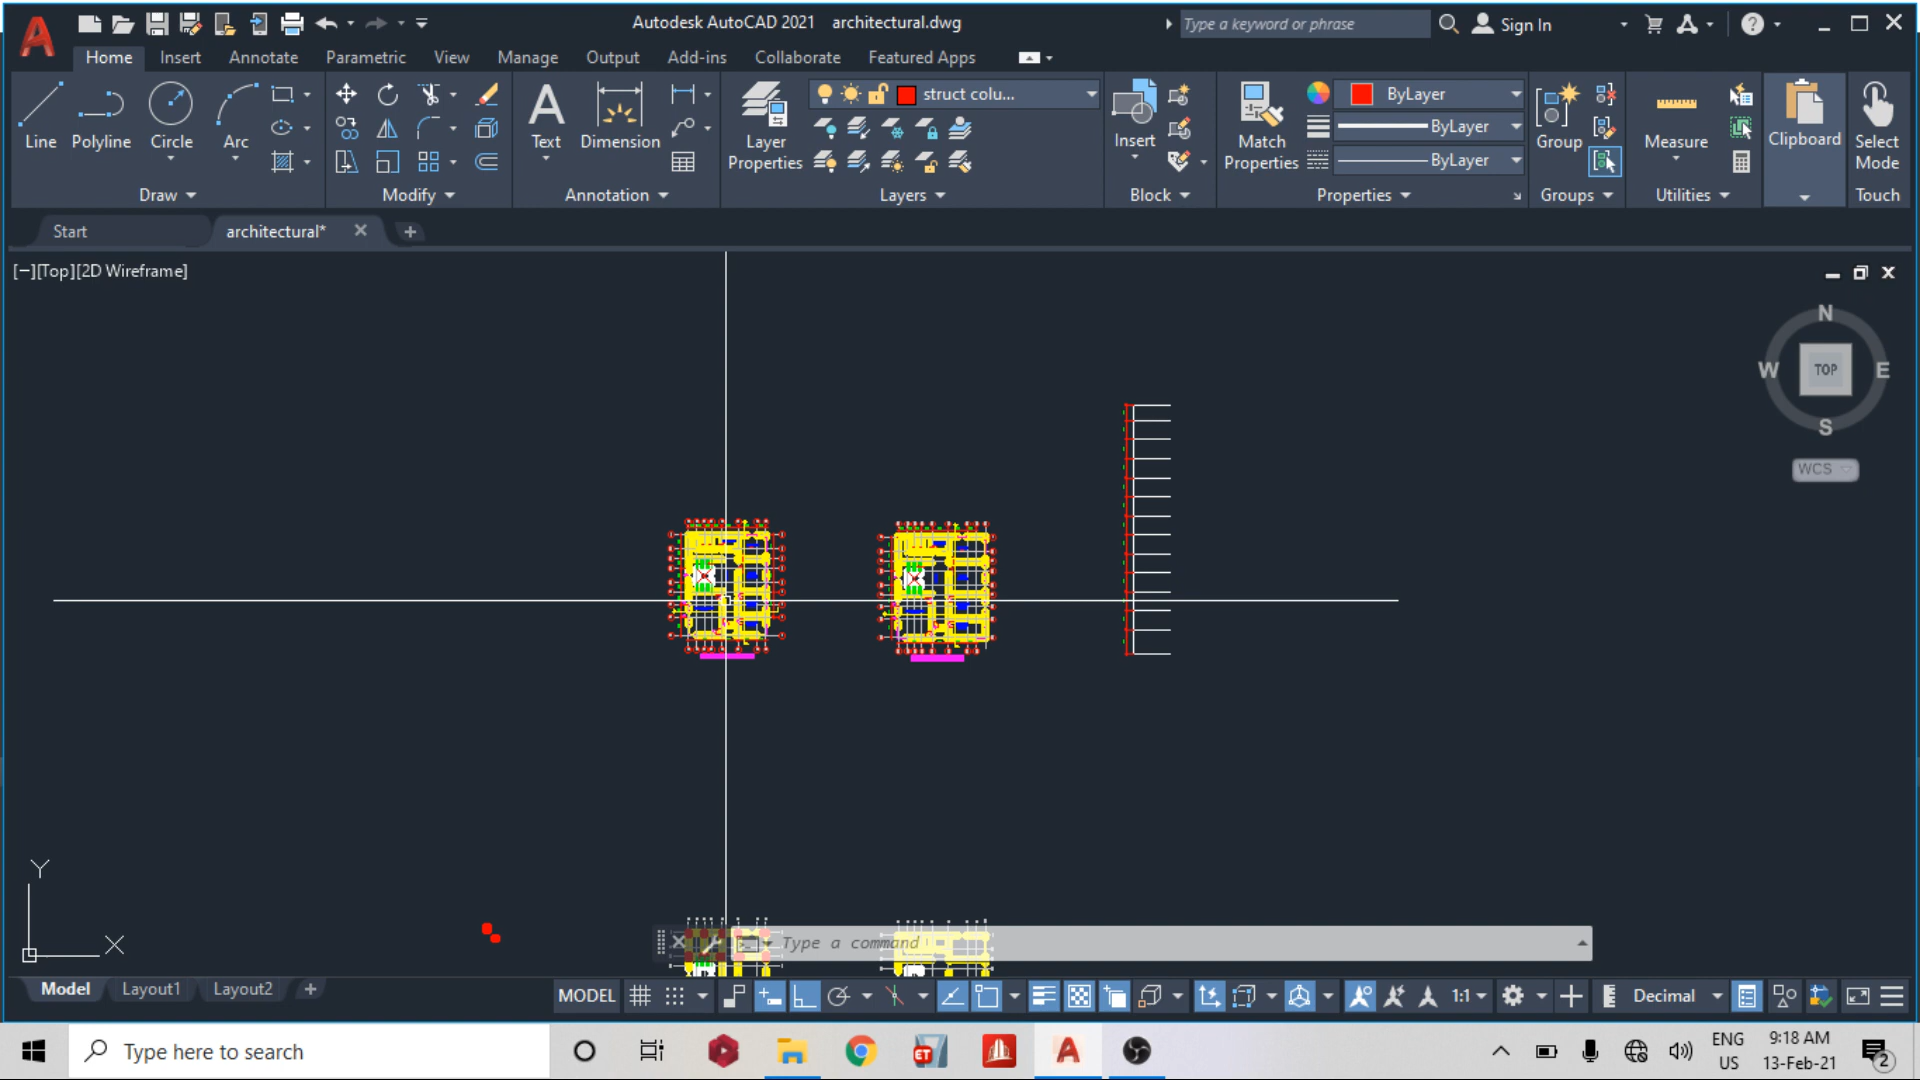 Autodesk AutoCAD 2021 architectural.dwg
Type a keyword or phrase
Sign In
Home Insert Annotate Parametric View Manage Output Add-ins Collaborate Featured Apps
Line Polyline Circle Arc
Draw
Modify
Text Dimension
Annotation
Layer Properties
struct colu...
Layers
Insert
Block
Match Properties
ByLayer
ByLayer
ByLayer
Properties
Group
Groups
Measure
Utilities
Clipboard
Select Mode
Touch
Start architectural*
[−][Top][2D Wireframe]
N
W TOP E
S
WCS
Y
X
Type a command
Model Layout1 Layout2
MODEL 1:1 Decimal
Type here to search
ET
ENG
US
9:18 AM
13-Feb-21
2